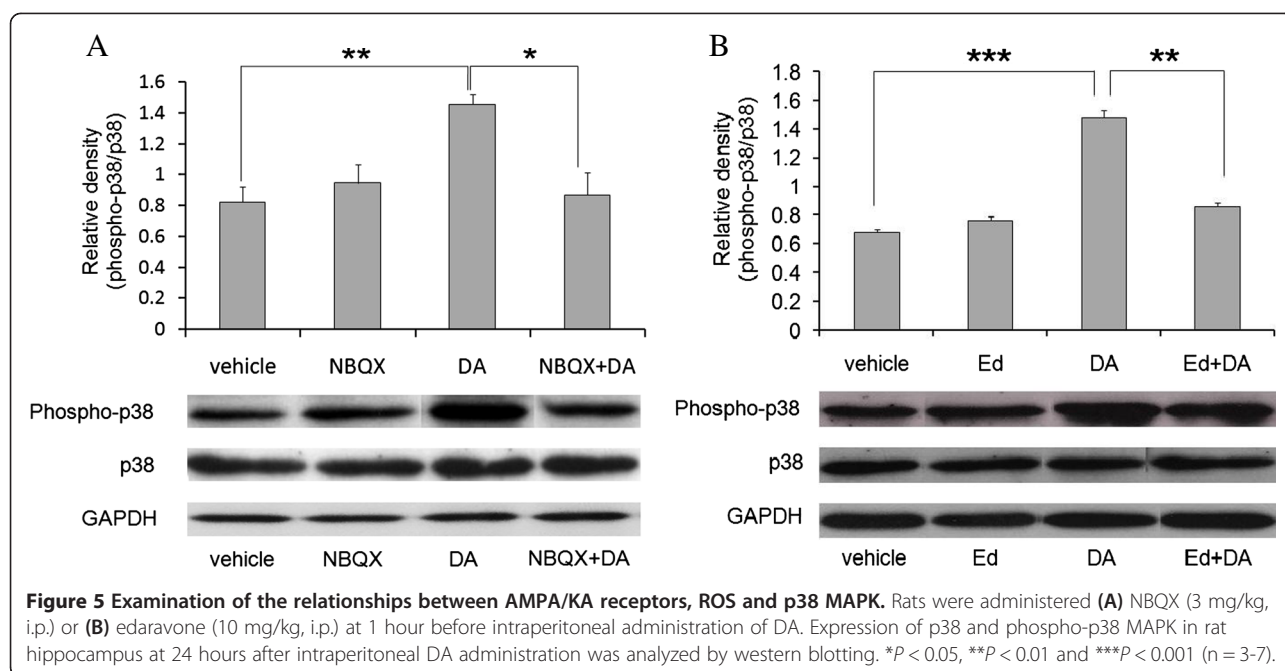 A
B
**
*
***
**
Relative density
(phospho-p38/p38)
1.6
1.4
1.2
1
0.8
0.6
0.4
0.2
0
vehicle
NBQX
DA
NBQX+DA
Phospho-p38
p38
GAPDH
vehicle
NBQX
DA
NBQX+DA
Relative density
(phospho-p38/p38)
1.8
1.6
1.4
1.2
1
0.8
0.6
0.4
0.2
0
vehicle
Ed
DA
Ed+DA
Phospho-p38
p38
GAPDH
vehicle
Ed
DA
Ed+DA
Figure 5 Examination of the relationships between AMPA/KA receptors, ROS and p38 MAPK. Rats were administered (A) NBQX (3 mg/kg,
i.p.) or (B) edaravone (10 mg/kg, i.p.) at 1 hour before intraperitoneal administration of DA. Expression of p38 and phospho-p38 MAPK in rat
hippocampus at 24 hours after intraperitoneal DA administration was analyzed by western blotting. *P < 0.05, **P < 0.01 and ***P < 0.001 (n = 3-7).